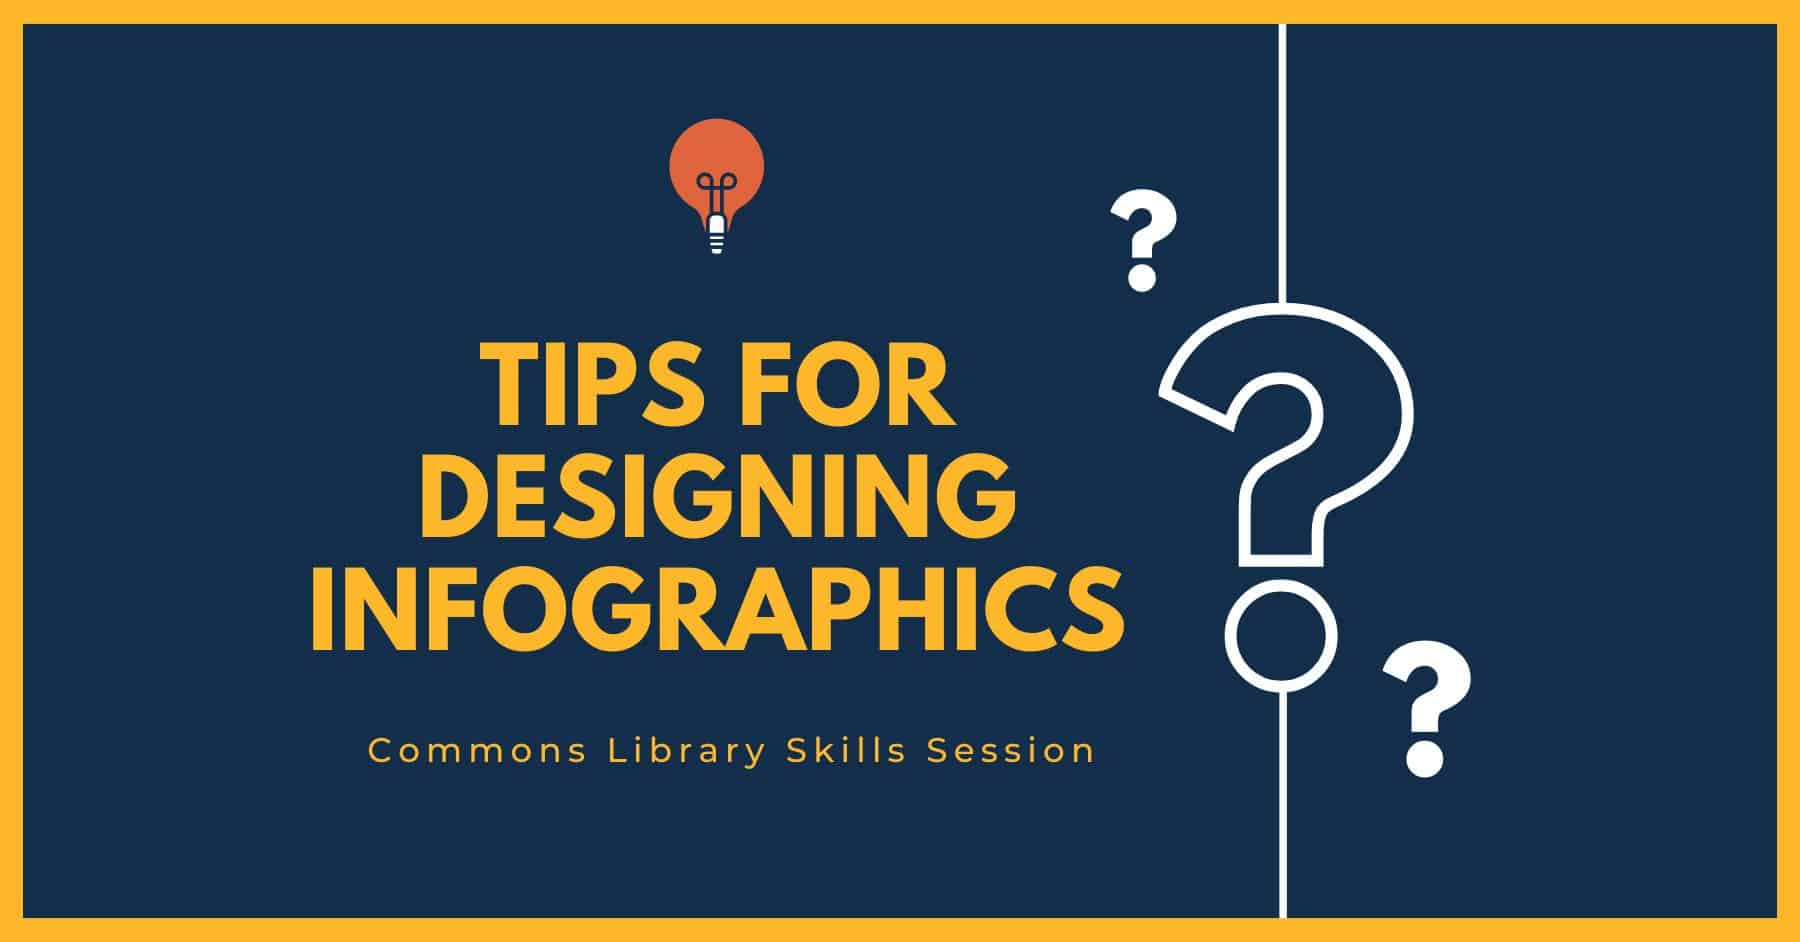 TIPS FOR
DESIGNING
INFOGRAPHICS
Commons Library Skills Session
?
?
?